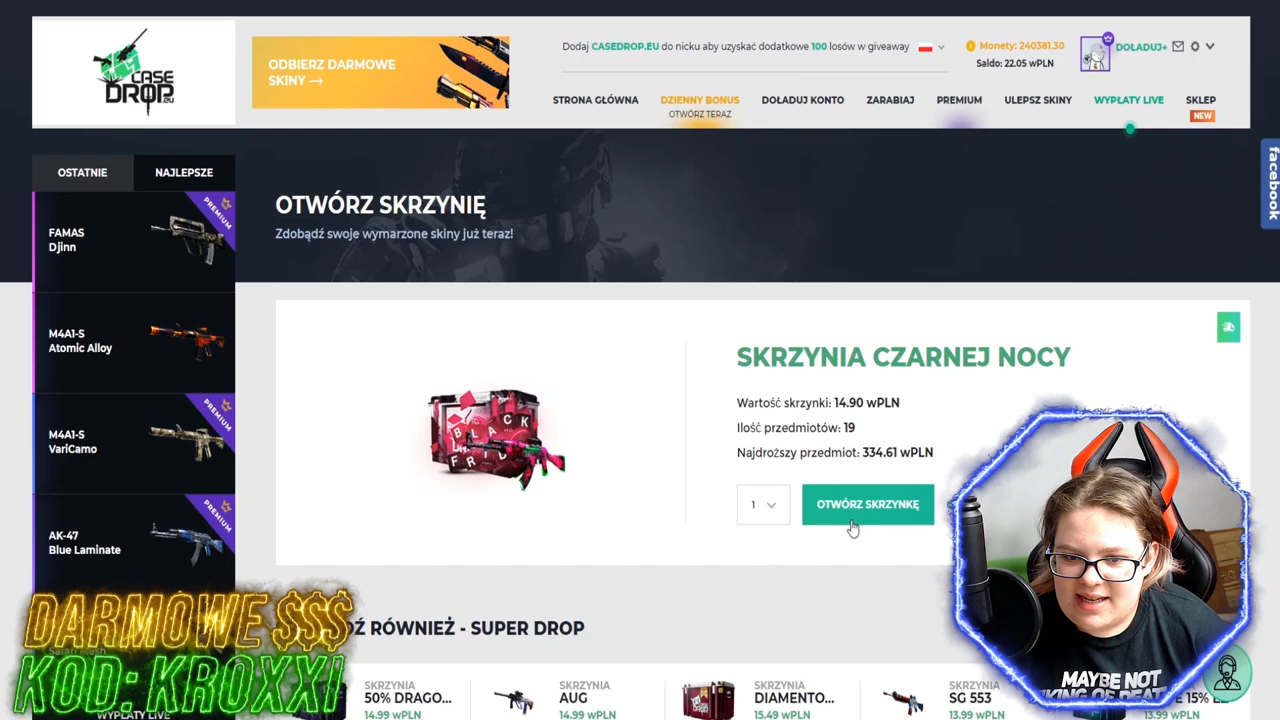 CASE
DROP.EU
ODBIERZ DARMOWE
SKINY →
Dodaj CASEDROP.EU do nicku aby uzyskać dodatkowe 100 losów w giveaway
Monety: 240381.30
Saldo: 22.05 wPLN
DOŁADUJ+
STRONA GŁÓWNA
DZIENNY BONUS
OTWÓRZ TERAZ
DOŁADUJ KONTO
ZARABIAJ
PREMIUM
ULEPSZ SKINY
WYPŁATY LIVE
SKLEP
NEW
facebook
OSTATNIE
NAJLEPSZE
OTWÓRZ SKRZYNIĘ
Zdobądź swoje wymarzone skiny już teraz!
FAMAS
Djinn
PREMIUM
M4A1-S
Atomic Alloy
M4A1-S
VariCamo
PREMIUM
AK-47
Blue Laminate
PREMIUM
SKRZYNIA CZARNEJ NOCY
Wartość skrzynki: 14.90 wPLN
Ilość przedmiotów: 19
Najdroższy przedmiot: 334.61 wPLN
1
OTWÓRZ SKRZYNKĘ
BLACK
DARMOWE $$$
KOD: KROXXI
WYPŁATY LIVE
RÓWNIEŻ - SUPER DROP
SKRZYNIA
50% DRAGO...
14.99 wPLN
SKRZYNIA
AUG
14.99 wPLN
SKRZYNIA
DIAMENTO...
15.49 wPLN
SKRZYNIA
SG 553
13.99 wPLN
15%
13.99 wPLN
MAYBE NOT
KING OF DEATH